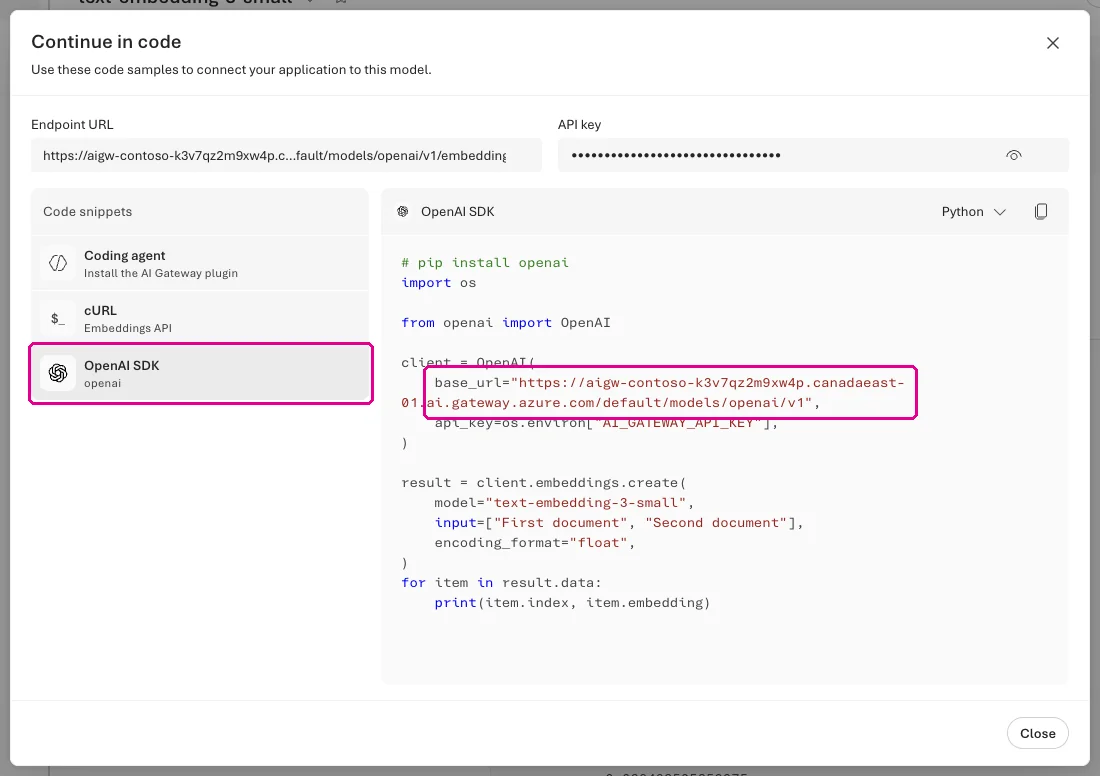 text-embedding-3-small
Continue in code
Use these code samples to connect your application to this model.
Endpoint URL
API key
https://aigw-contoso-k3v7qz2m9xw4p.c...fault/models/openai/v1/embedding
••••••••••••••••••••••••••••••••
Code snippets
Coding agent
Install the AI Gateway plugin
$_
cURL
Embeddings API
OpenAI SDK
openai
OpenAI SDK
Python
# pip install openai
import os
from openai import OpenAI
client = OpenAI(
base_url="https://aigw-contoso-k3v7qz2m9xw4p.canadaeast-
01.ai.gateway.azure.com/default/models/openai/v1",
api_key=os.environ["AI_GATEWAY_API_KEY"],
)
result = client.embeddings.create(
model="text-embedding-3-small",
input=["First document", "Second document"],
encoding_format="float",
)
for item in result.data:
print(item.index, item.embedding)
Close